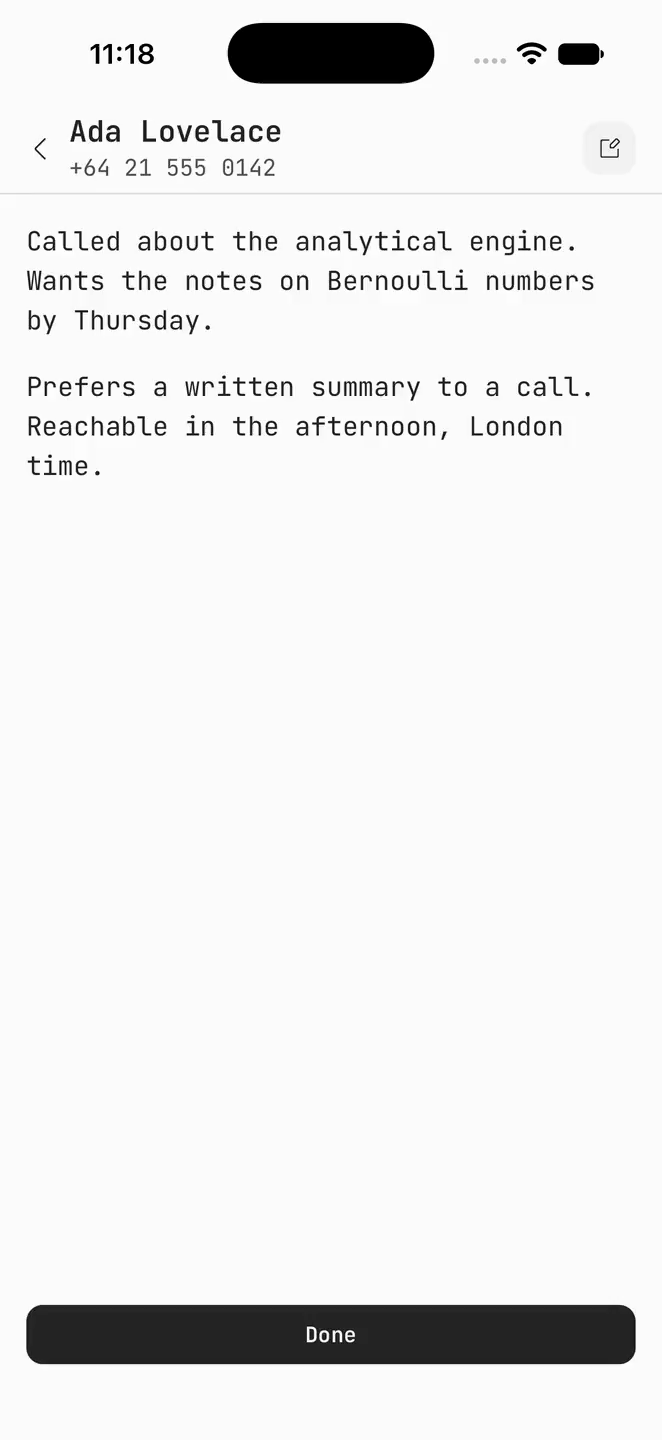 11:18
Ada Lovelace
+64 21 555 0142
Called about the analytical engine.
Wants the notes on Bernoulli numbers
by Thursday.
Prefers a written summary to a call.
Reachable in the afternoon, London
time.
Done